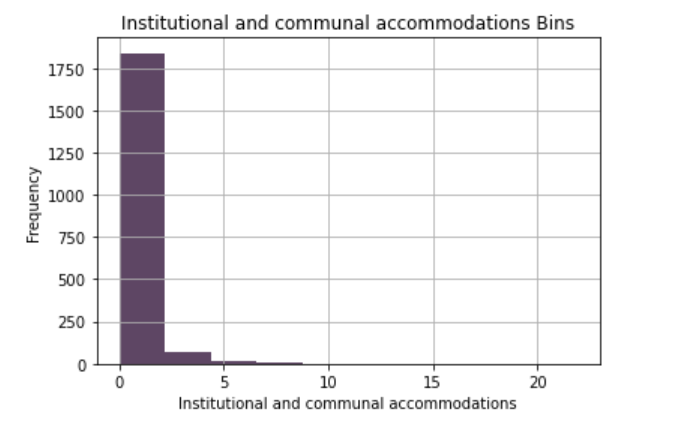 Institutional and communal accommodations Bins
1750
1500
1250
1000
750
500
250
0
Frequency
0 5 10 15 20
Institutional and communal accommodations